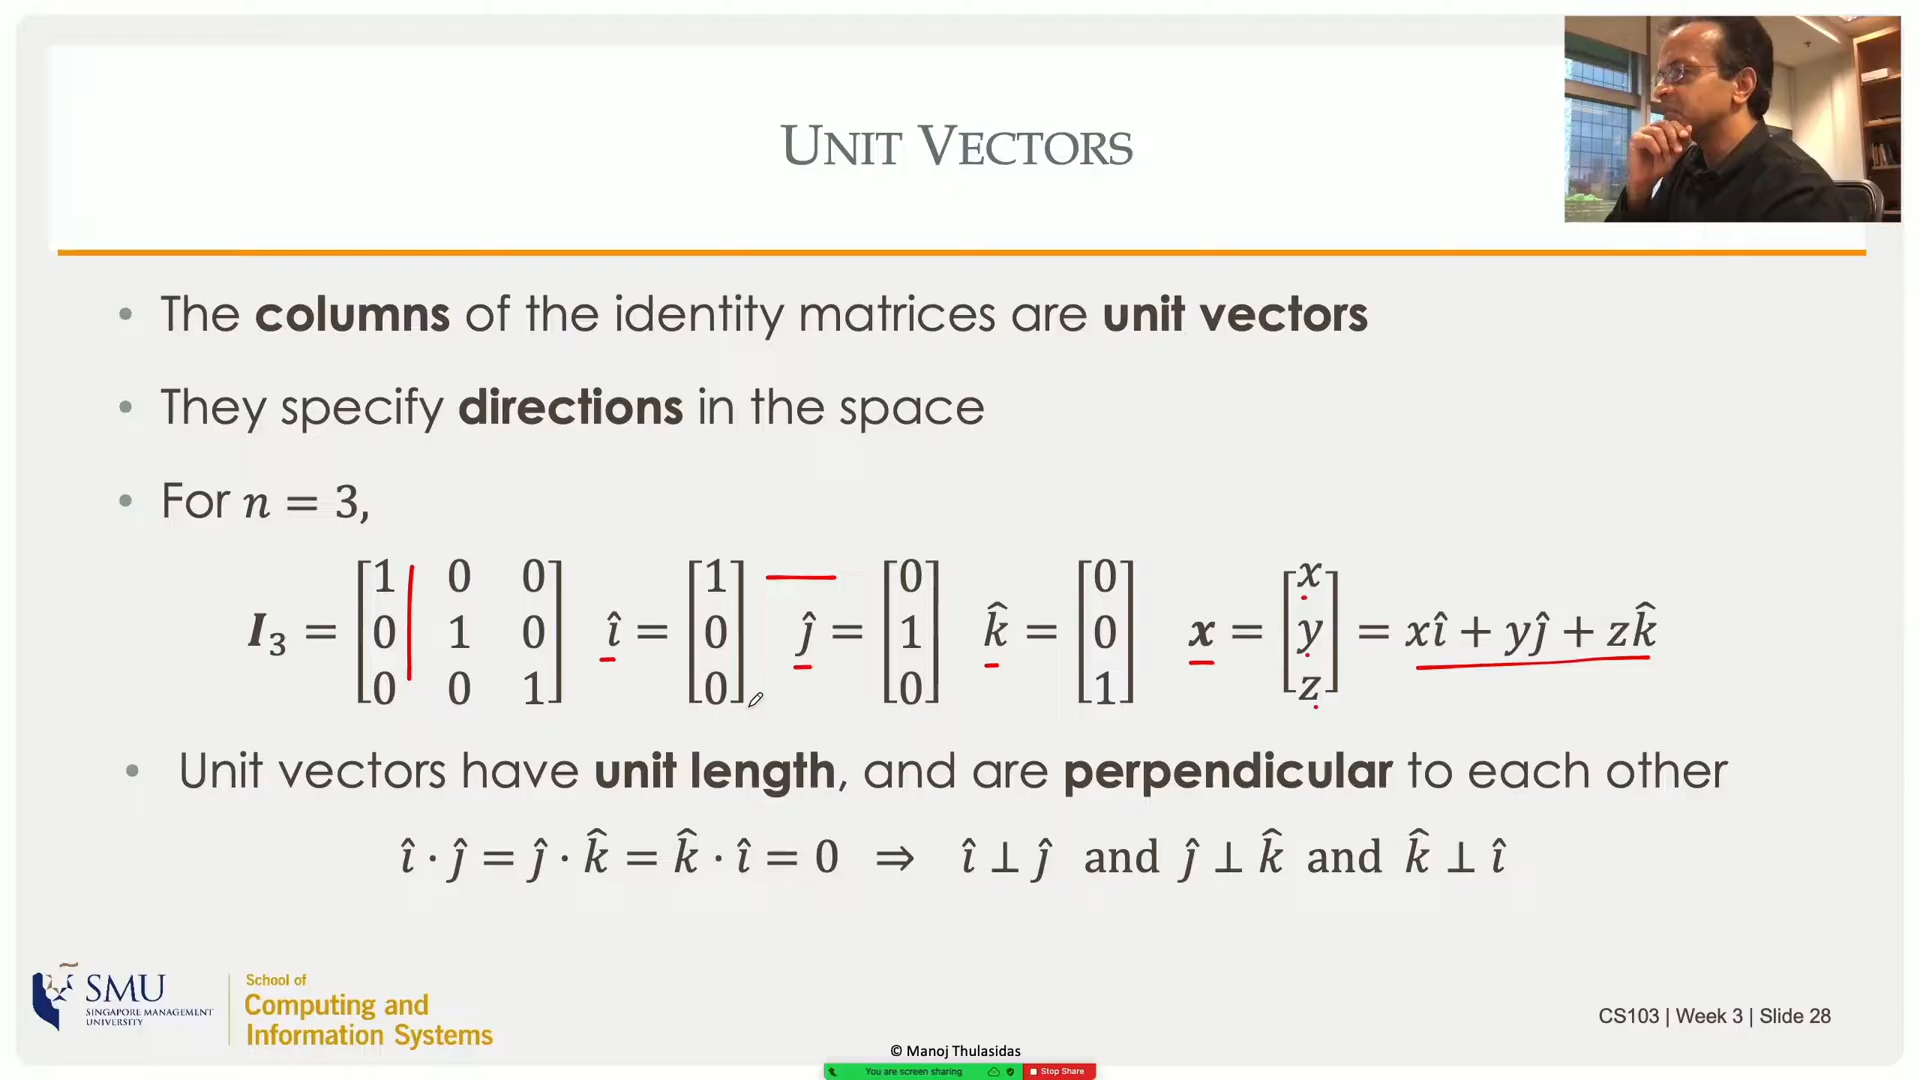 UNIT VECTORS
• The columns of the identity matrices are unit vectors
• They specify directions in the space
• For n = 3,
I₃ = [1 0 0; 0 1 0; 0 0 1] î = [1; 0; 0] ĵ = [0; 1; 0] k̂ = [0; 0; 1] x = [x; y; z] = xî + yĵ + zk̂
• Unit vectors have unit length, and are perpendicular to each other
î · ĵ = ĵ · k̂ = k̂ · î = 0 ⇒ î ⊥ ĵ and ĵ ⊥ k̂ and k̂ ⊥ î
SMU
SINGAPORE MANAGEMENT
UNIVERSITY
School of
Computing and
Information Systems
CS103 | Week 3 | Slide 28
© Manoj Thulasidas
You are screen sharing
Stop Share